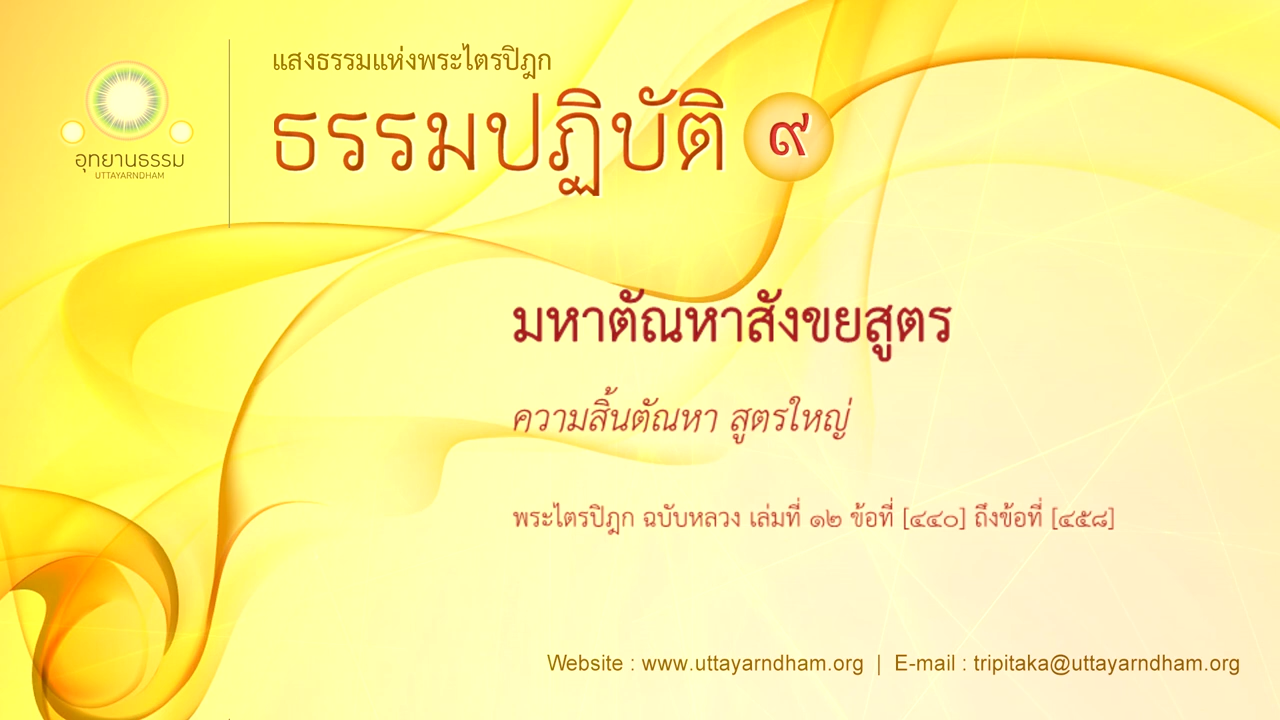 แสงธรรมแห่งพระไตรปิฎก
ธรรมปฏิบัติ ๙
อุทยานธรรม
UTTAYARNDHAM
มหาตัณหาสังขยสูตร
ความสิ้นตัณหา สูตรใหญ่
พระไตรปิฎก ฉบับหลวง เล่มที่ ๑๒ ข้อที่ [๔๔๐] ถึงข้อที่ [๔๕๘]
Website : www.uttayarndham.org | E-mail : tripitaka@uttayarndham.org